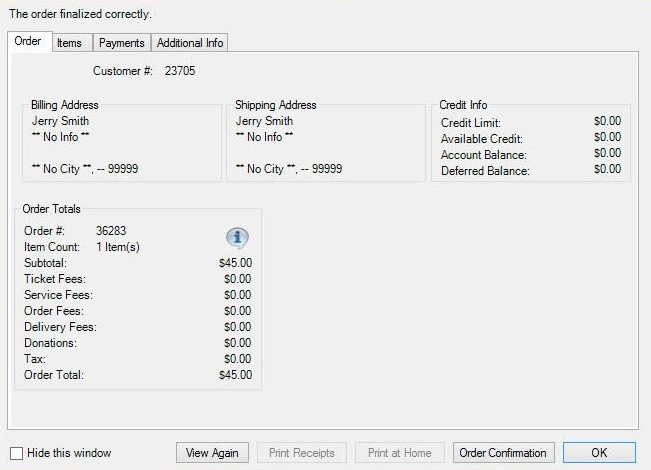 The order finalized correctly.
Order Items Payments Additional Info
Customer #: 23705
Billing Address
Jerry Smith
** No Info **
** No City **, -- 99999
Shipping Address
Jerry Smith
** No Info **
** No City **, -- 99999
Credit Info
Credit Limit: $0.00
Available Credit: $0.00
Account Balance: $0.00
Deferred Balance: $0.00
Order Totals
Order #: 36283
Item Count: 1 Item(s)
Subtotal: $45.00
Ticket Fees: $0.00
Service Fees: $0.00
Order Fees: $0.00
Delivery Fees: $0.00
Donations: $0.00
Tax: $0.00
Order Total: $45.00
Hide this window View Again Print Receipts Print at Home Order Confirmation OK